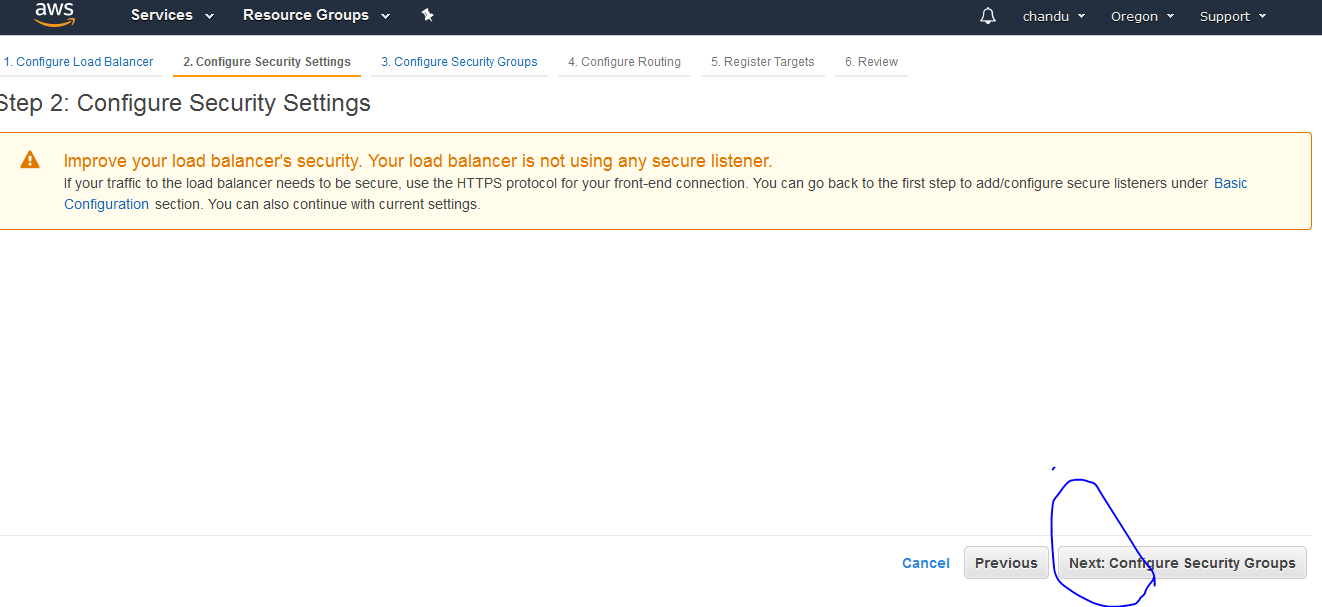 aws Services Resource Groups chandu Oregon Support
1. Configure Load Balancer 2. Configure Security Settings 3. Configure Security Groups 4. Configure Routing 5. Register Targets 6. Review
Step 2: Configure Security Settings
Improve your load balancer's security. Your load balancer is not using any secure listener.
If your traffic to the load balancer needs to be secure, use the HTTPS protocol for your front-end connection. You can go back to the first step to add/configure secure listeners under Basic
Configuration section. You can also continue with current settings.
Cancel Previous Next: Configure Security Groups